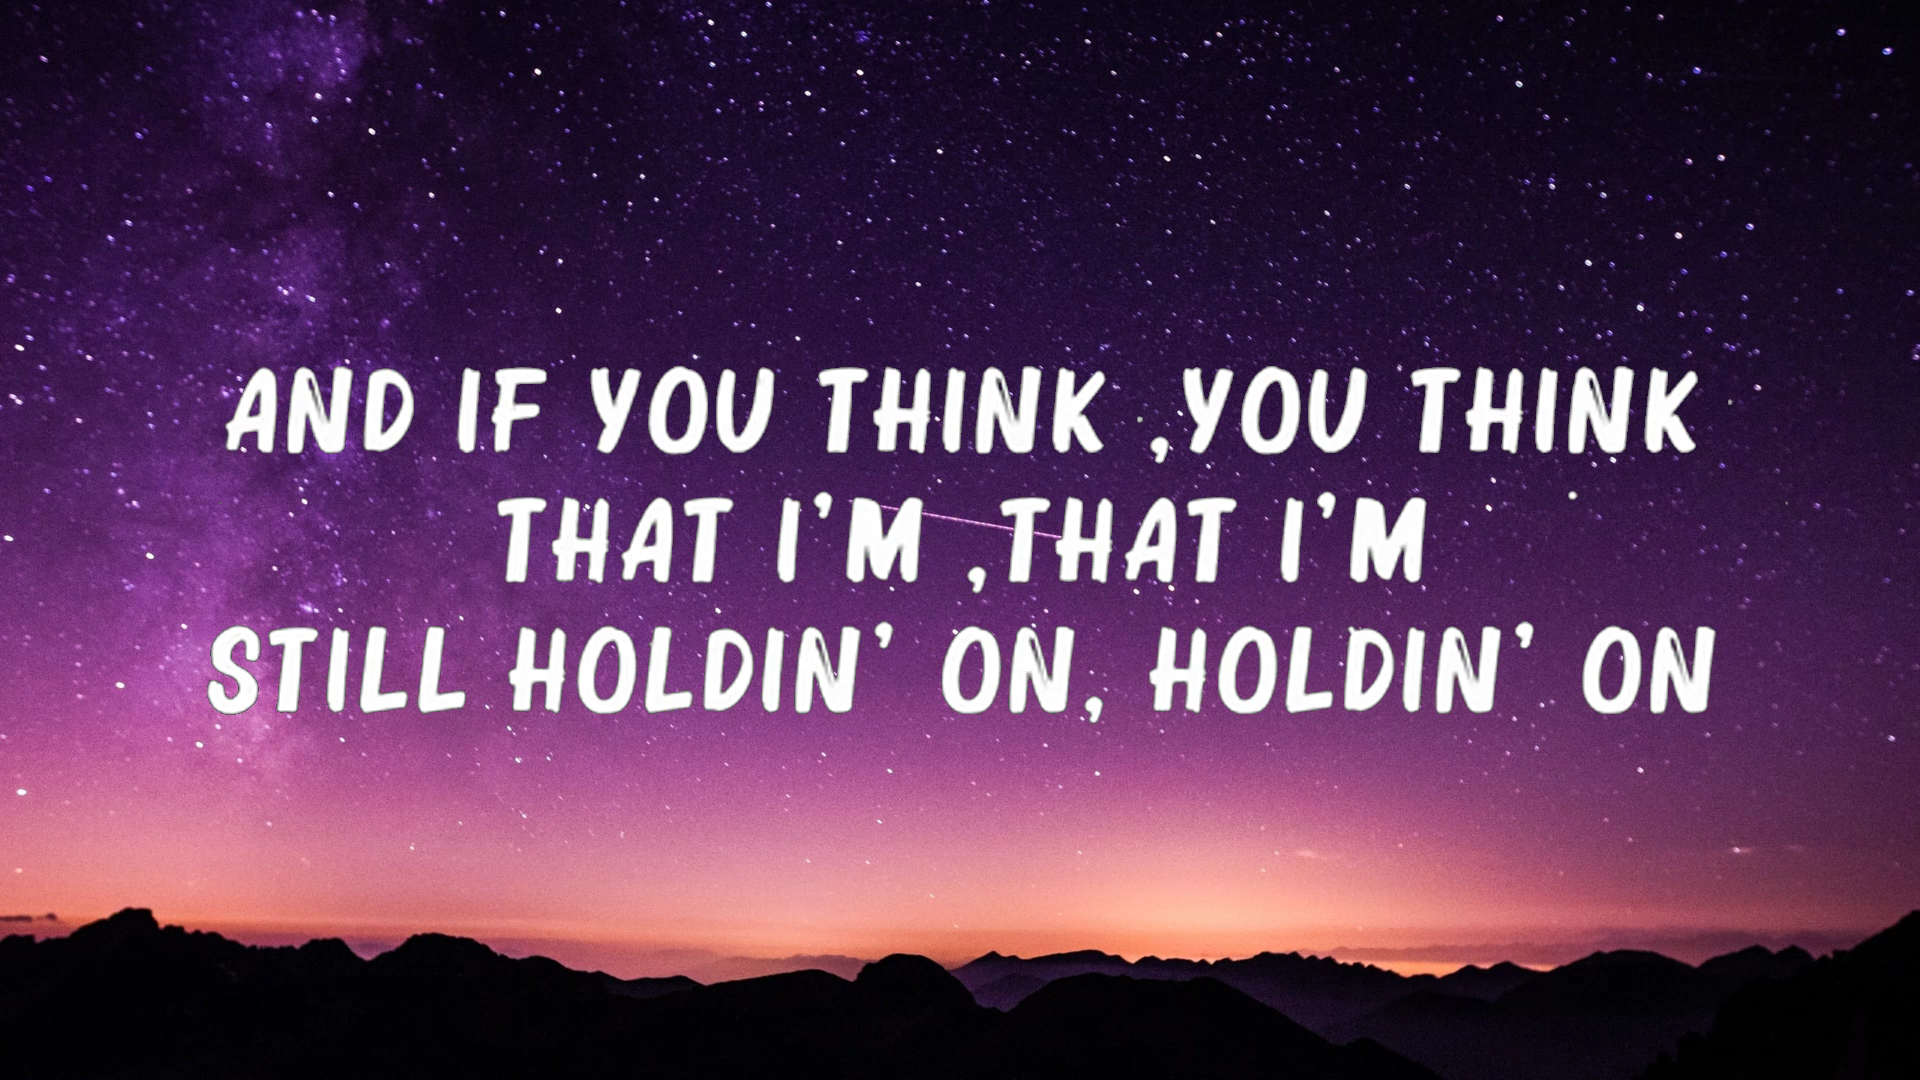 AND IF YOU THINK ,YOU THINK
THAT I'M ,THAT I'M
STILL HOLDIN' ON, HOLDIN' ON